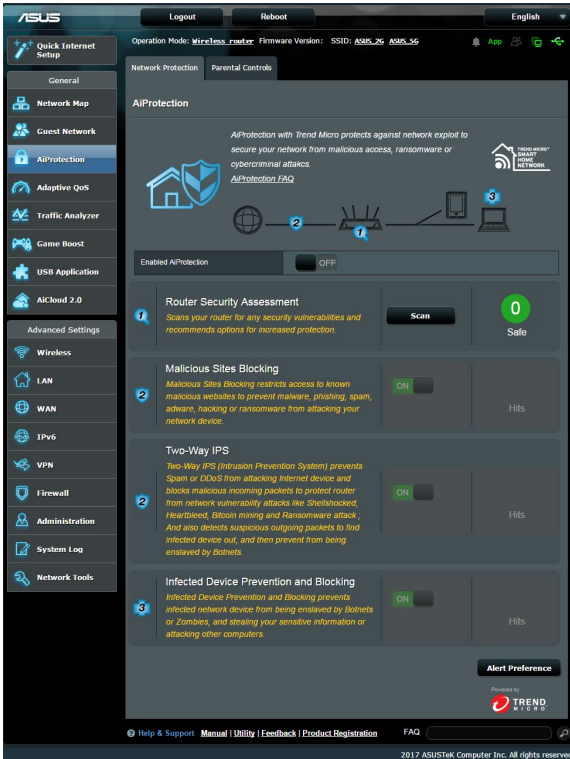 ASUS
Logout
Reboot
English
Quick Internet
Setup
Operation Mode: Wireless router Firmware Version: SSID: ASUS_2G ASUS_5G
App
Network Protection
Parental Controls
General
Network Map
Guest Network
AiProtection
Adaptive QoS
Traffic Analyzer
Game Boost
USB Application
AiCloud 2.0
Advanced Settings
Wireless
LAN
WAN
IPv6
VPN
Firewall
Administration
System Log
Network Tools
AiProtection
AiProtection with Trend Micro protects against network exploit to
secure your network from malicious access, ransomware or
cybercriminal attakcs.
AiProtection FAQ
TREND MICRO™
SMART
HOME
NETWORK
2
1
3
Enabled AiProtection
OFF
1
Router Security Assessment
Scans your router for any security vulnerabilities and
recommends options for increased protection.
Scan
0
Safe
2
Malicious Sites Blocking
Malicious Sites Blocking restricts access to known
malicious websites to prevent malware, phishing, spam,
adware, hacking or ransomware from attacking your
network device.
ON
Hits
2
Two-Way IPS
Two-Way IPS (Intrusion Prevention System) prevents
Spam or DDoS from attacking Internet device and
blocks malicious incoming packets to protect router
from network vulnerability attacks like Shellshocked,
Heartbleed, Bitcoin mining and Ransomware attack ;
And also detects suspicious outgoing packets to find
infected device out, and then prevent from being
enslaved by Botnets.
ON
Hits
3
Infected Device Prevention and Blocking
Infected Device Prevention and Blocking prevents
infected network device from being enslaved by Botnets
or Zombies, and stealing your sensitive information or
attacking other computers.
ON
Hits
Alert Preference
Powered by
TREND
MICRO
Help & Support Manual | Utility | Feedback | Product Registration
FAQ
2017 ASUSTeK Computer Inc. All rights reserved